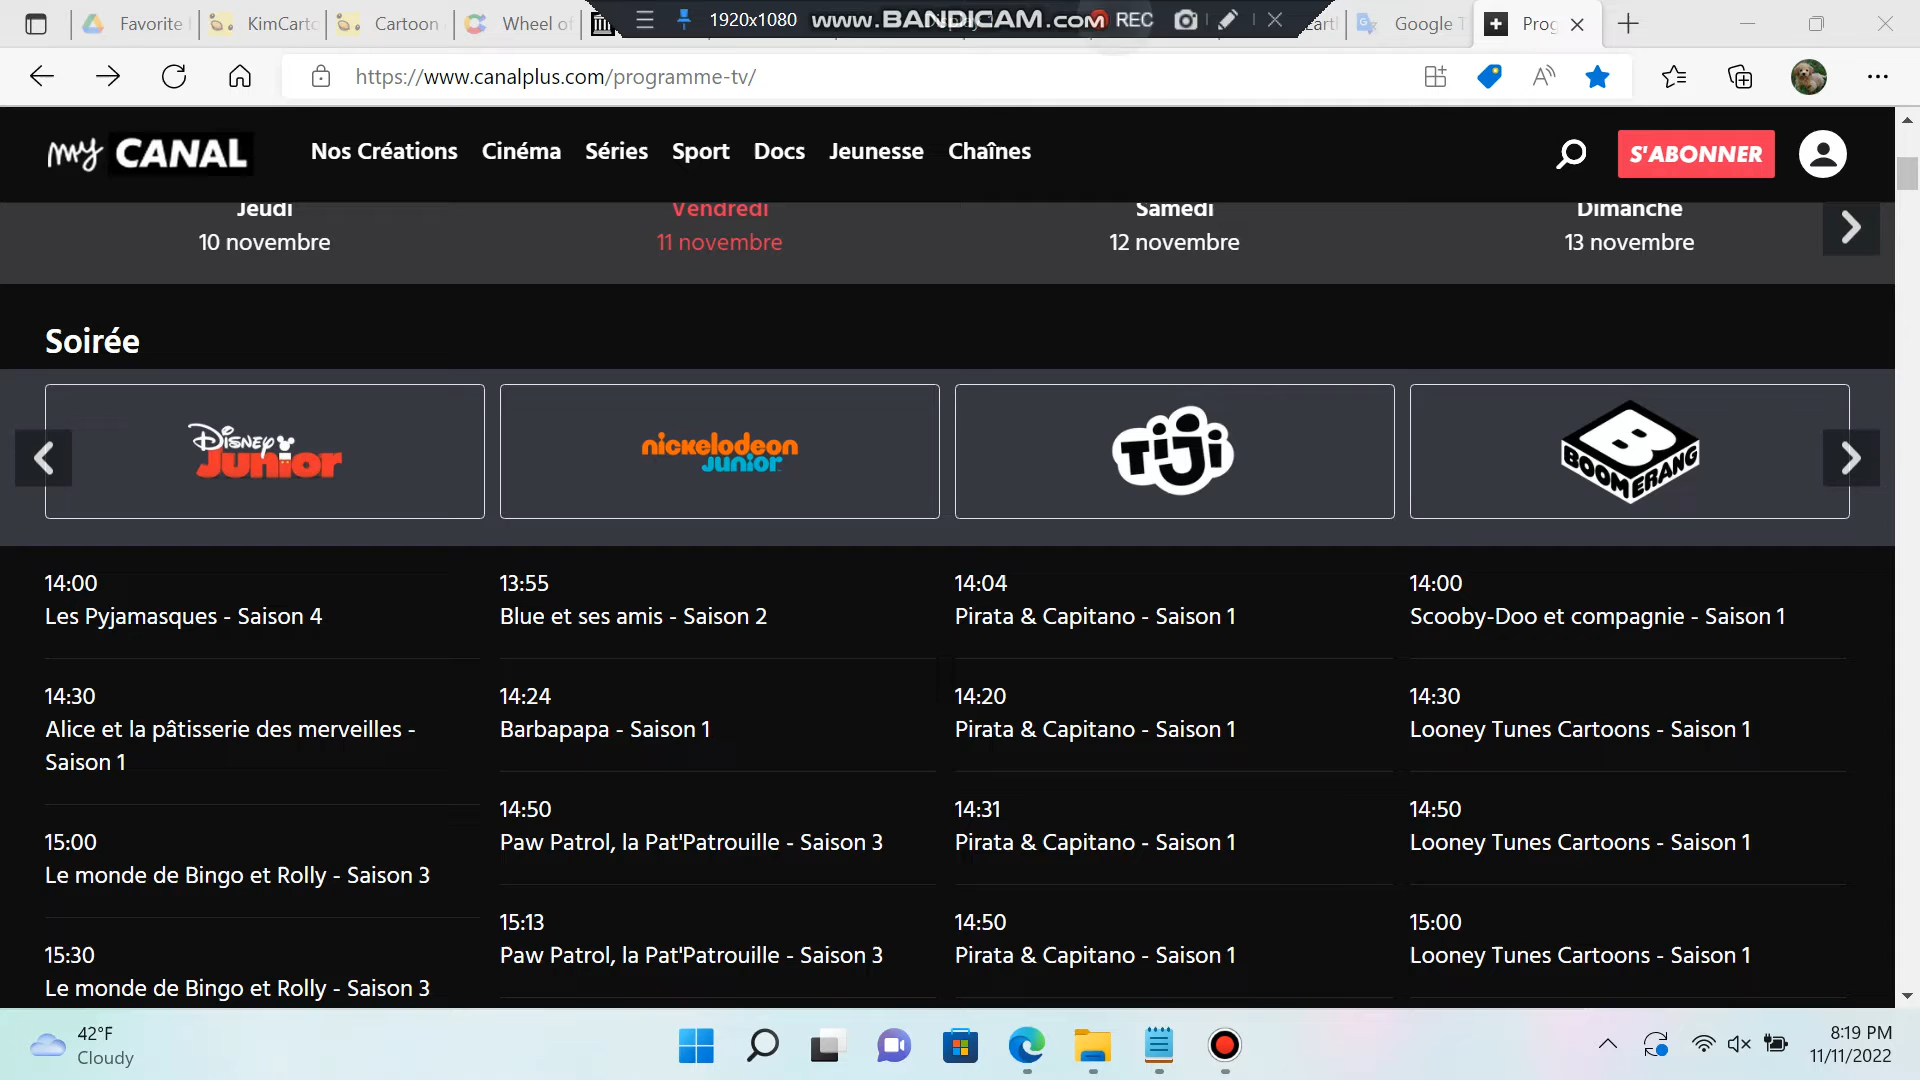 Favorite
KimCarto
Cartoon
Wheel of
1920x1080
www.BANDICAM.com
REC
Eartl
Google T
Prog
https://www.canalplus.com/programme-tv/
my CANAL
Nos Créations
Cinéma
Séries
Sport
Docs
Jeunesse
Chaînes
S'ABONNER
Jeudi
10 novembre
Vendredi
11 novembre
Samedi
12 novembre
Dimanche
13 novembre
Soirée
Disney
Junior
nickelodeon
junior
TiJi
B
BOOMERANG
14:00
Les Pyjamasques - Saison 4
14:30
Alice et la pâtisserie des merveilles -
Saison 1
15:00
Le monde de Bingo et Rolly - Saison 3
15:30
Le monde de Bingo et Rolly - Saison 3
13:55
Blue et ses amis - Saison 2
14:24
Barbapapa - Saison 1
14:50
Paw Patrol, la Pat'Patrouille - Saison 3
15:13
Paw Patrol, la Pat'Patrouille - Saison 3
14:04
Pirata & Capitano - Saison 1
14:20
Pirata & Capitano - Saison 1
14:31
Pirata & Capitano - Saison 1
14:50
Pirata & Capitano - Saison 1
14:00
Scooby-Doo et compagnie - Saison 1
14:30
Looney Tunes Cartoons - Saison 1
14:50
Looney Tunes Cartoons - Saison 1
15:00
Looney Tunes Cartoons - Saison 1
42°F
Cloudy
8:19 PM
11/11/2022